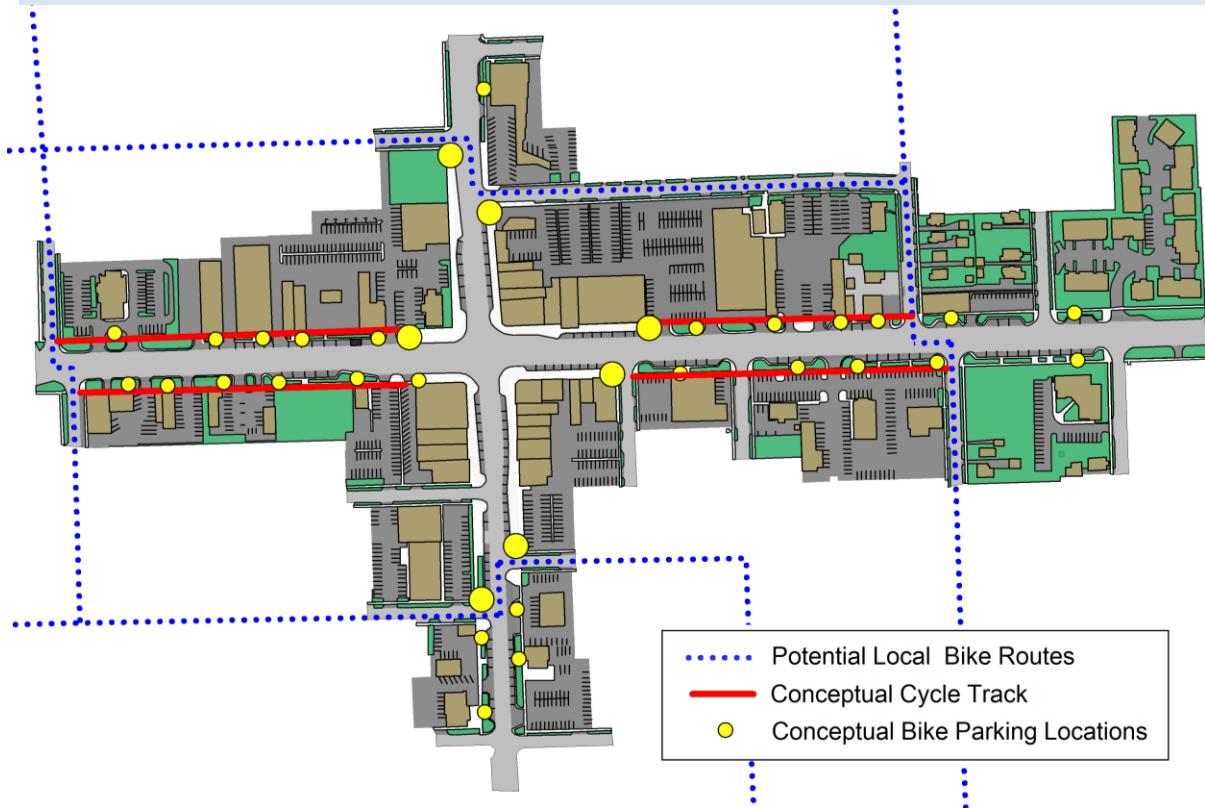 Potential Local Bike Routes
Conceptual Cycle Track
Conceptual Bike Parking Locations